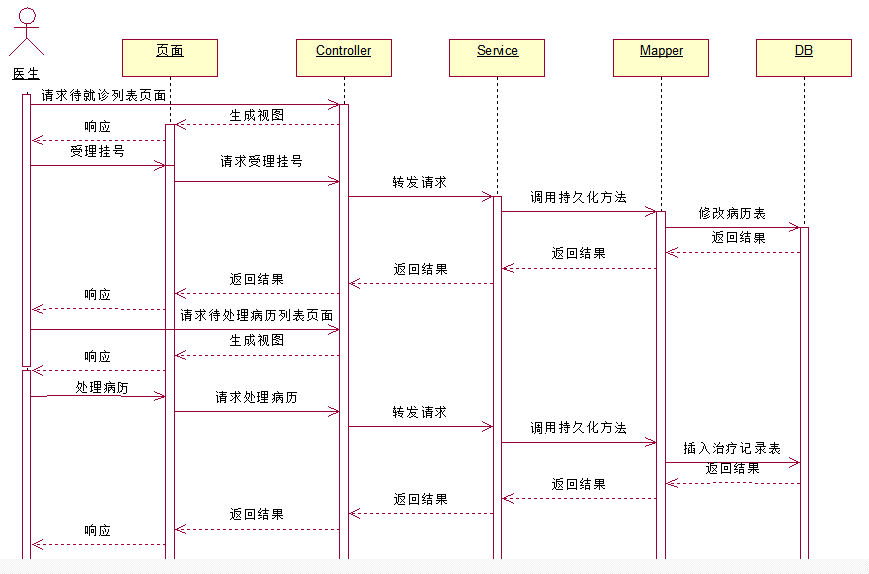 医生
页面
Controller
Service
Mapper
DB
请求待就诊列表页面
生成视图
响应
受理挂号
请求受理挂号
转发请求
调用持久化方法
修改病历表
返回结果
返回结果
返回结果
返回结果
响应
请求待处理病历列表页面
生成视图
响应
处理病历
请求处理病历
转发请求
调用持久化方法
插入治疗记录表
返回结果
返回结果
返回结果
返回结果
响应